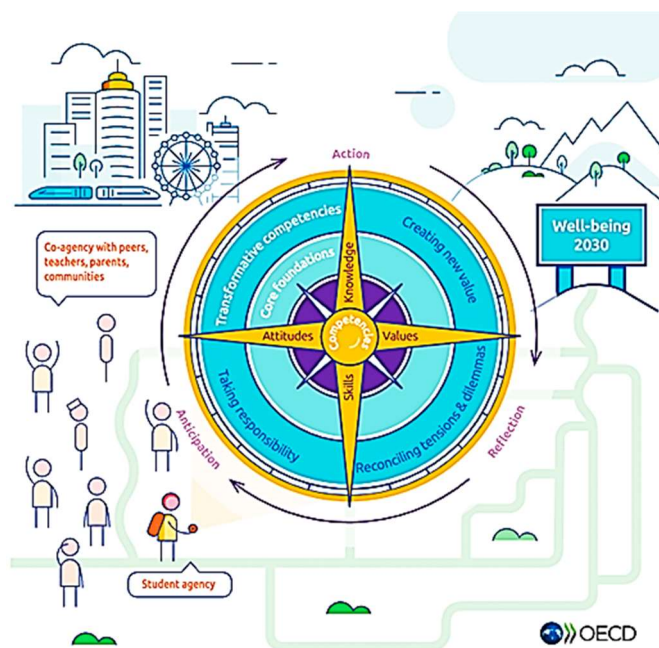 Action
Co-agency with peers,
teachers, parents,
communities
Well-being
2030
Transformative competencies
Creating new value
Core foundations
Knowledge
Attitudes
Competencies
Values
Skills
Taking responsibility
Reconciling tensions & dilemmas
Anticipation
Reflection
Student agency
OECD